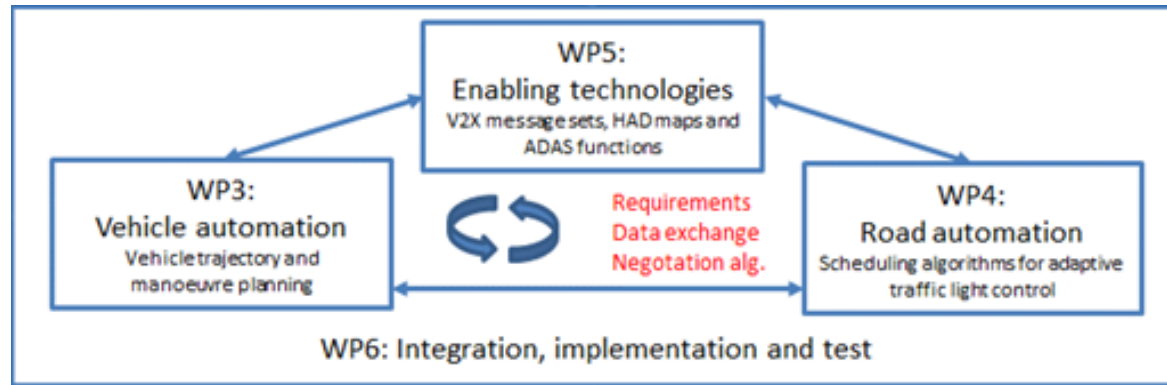 WP5:
Enabling technologies
V2X message sets, HAD maps and
ADAS functions
WP3:
Vehicle automation
Vehicle trajectory and
manoeuvre planning
Requirements
Data exchange
Negotation alg.
WP4:
Road automation
Scheduling algorithms for adaptive
traffic light control
WP6: Integration, implementation and test